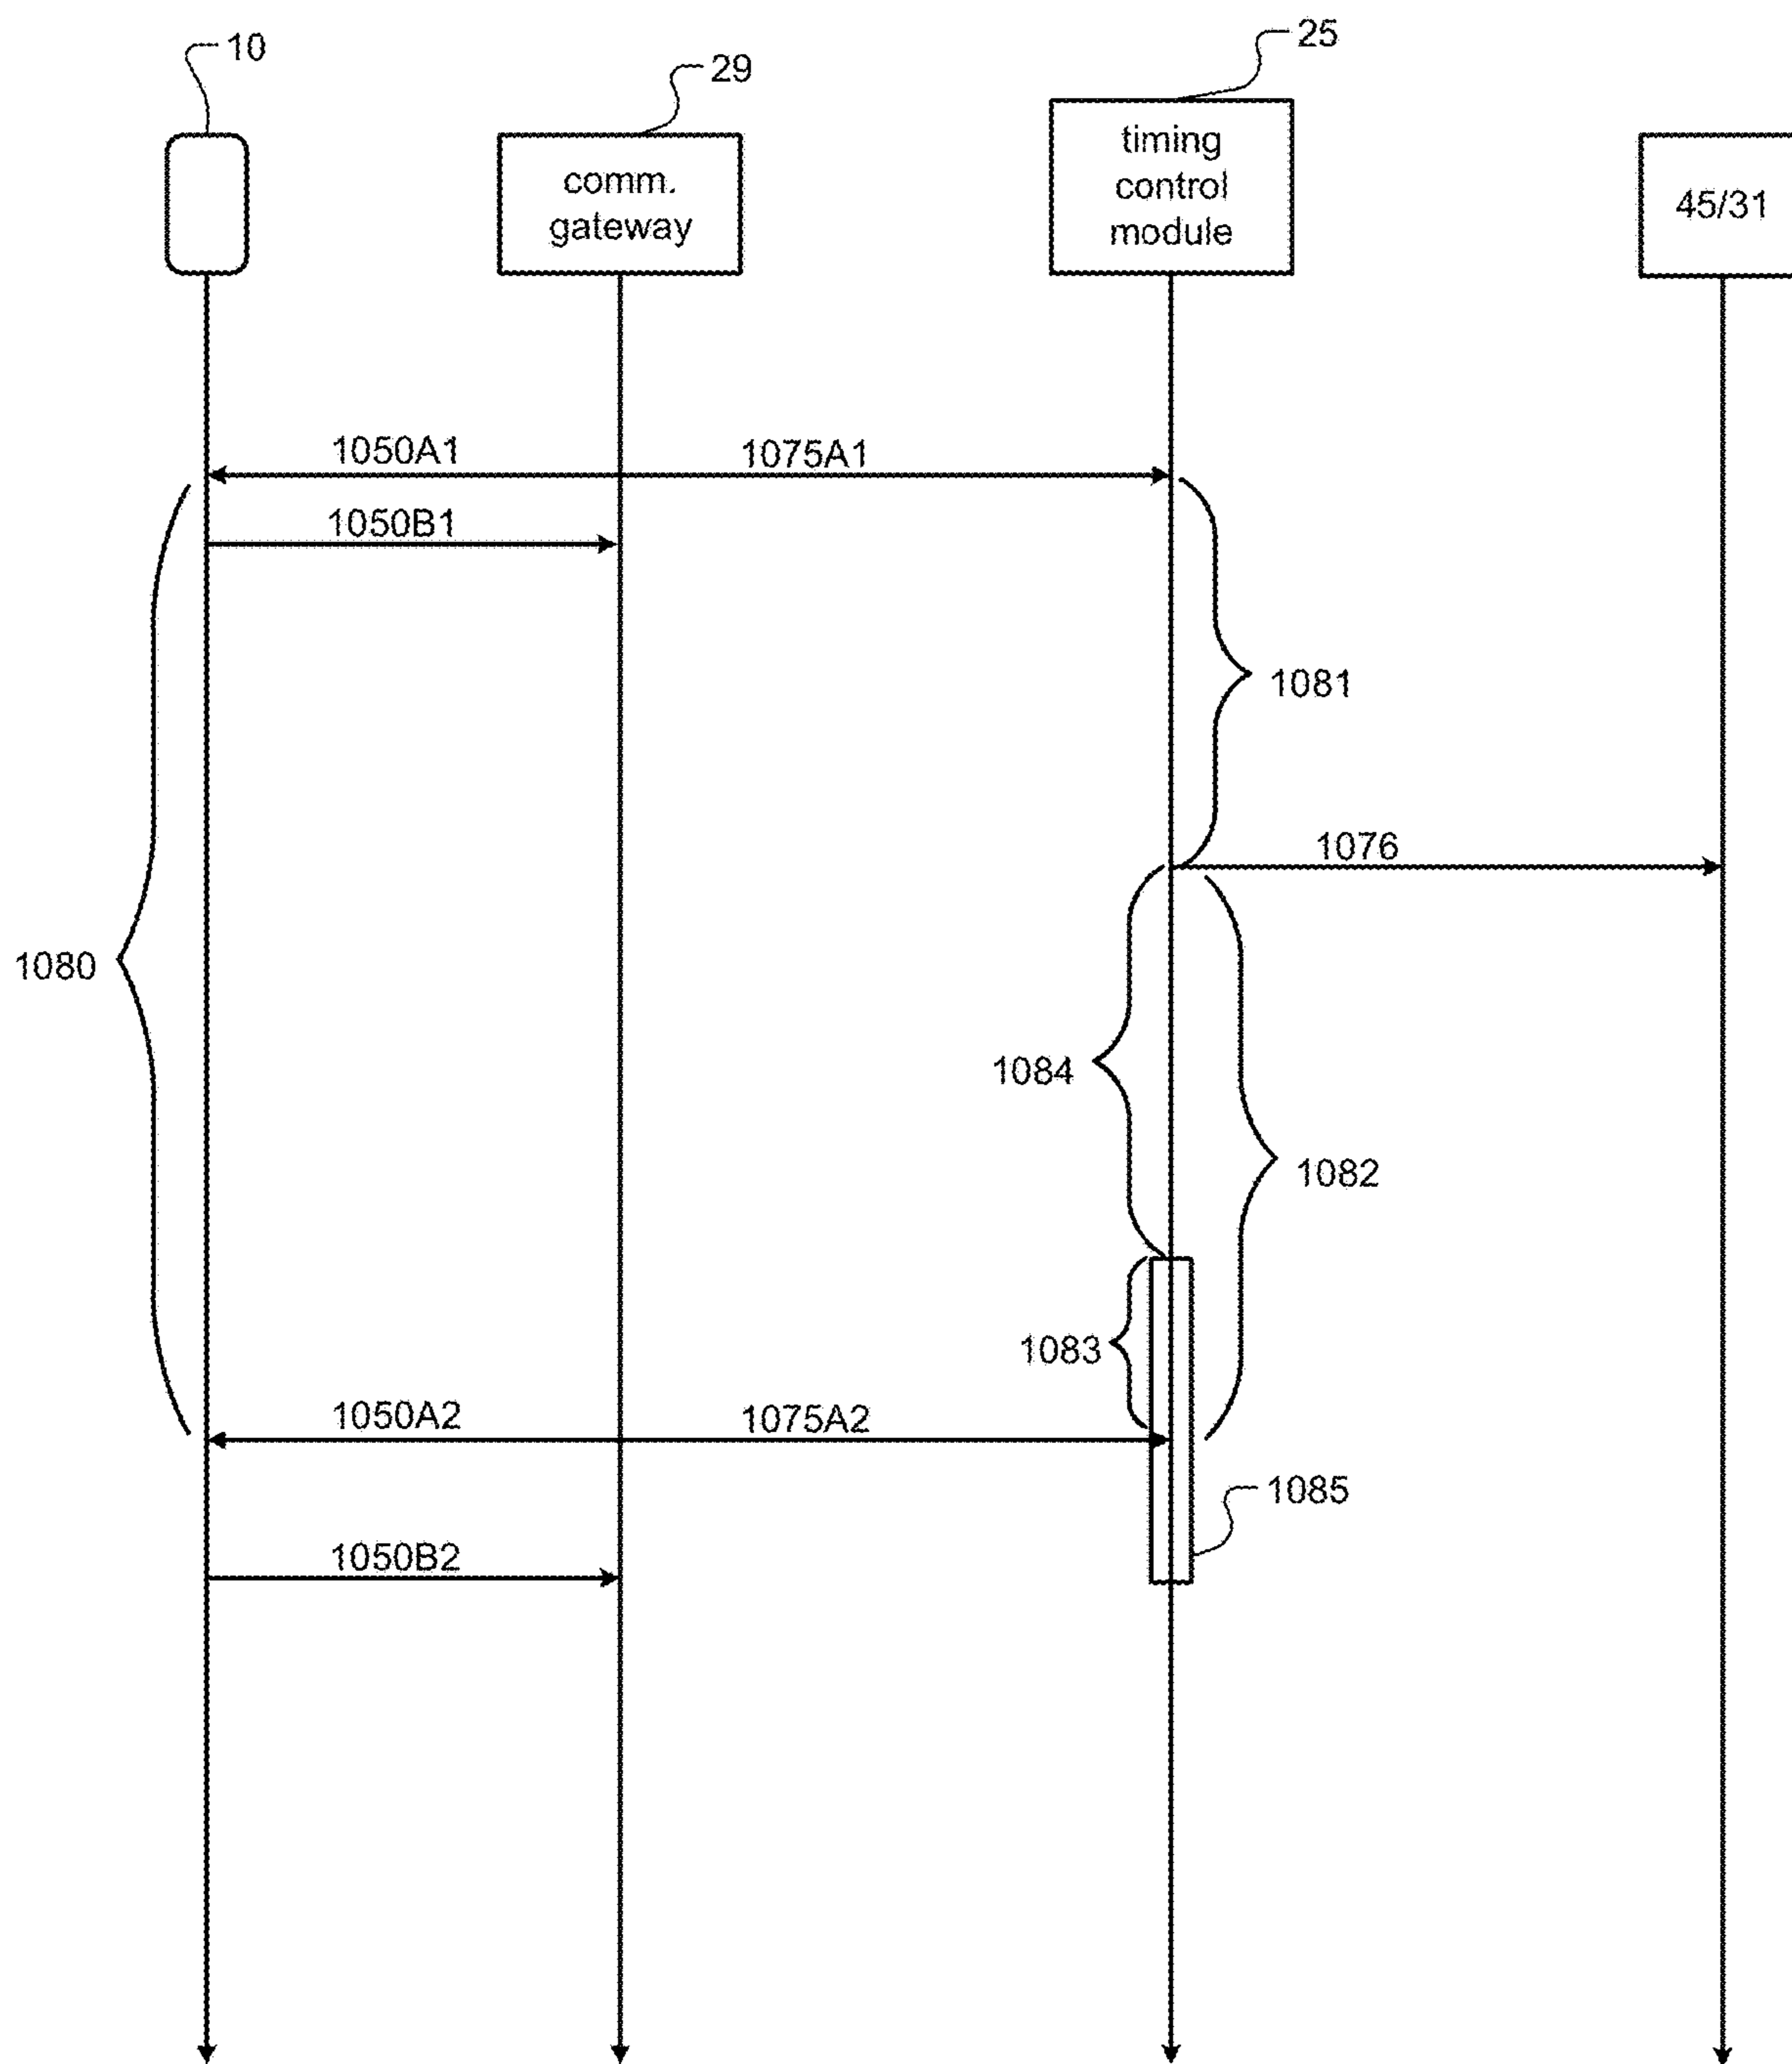 10
29
25
comm.
gateway
timing
control
module
45/31
1050A1
1075A1
1050B1
1081
1076
1080
1084
1082
1083
1050A2
1075A2
1085
1050B2